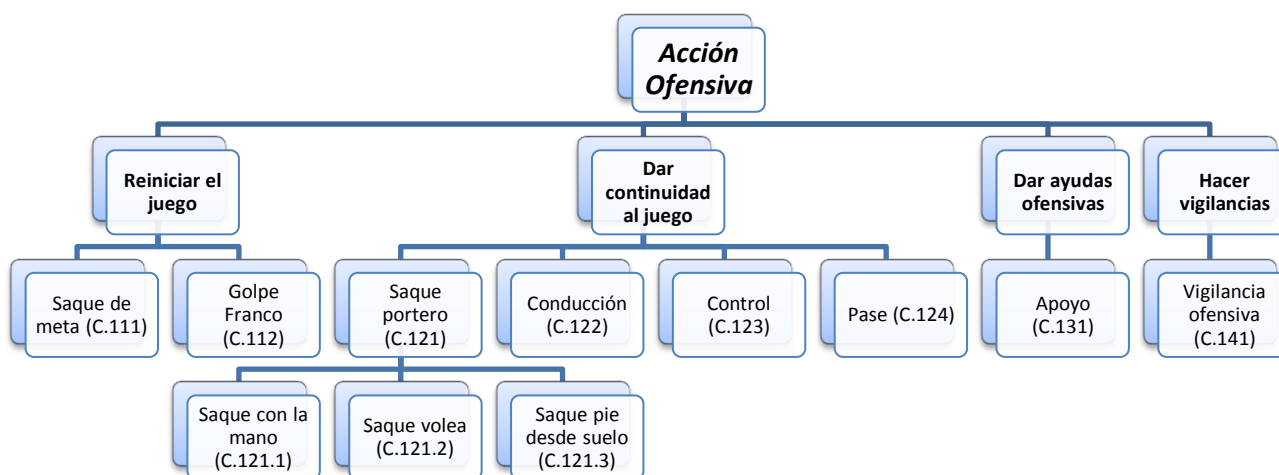 Acción
Ofensiva
Reiniciar el
juego
Dar
continuidad
al juego
Dar ayudas
ofensivas
Hacer
vigilancias
Saque de
meta (C.111)
Golpe
Franco
(C.112)
Saque
portero
(C.121)
Conducción
(C.122)
Control
(C.123)
Pase (C.124)
Apoyo
(C.131)
Vigilancia
ofensiva
(C.141)
Saque con la
mano
(C.121.1)
Saque volea
(C.121.2)
Saque pie
desde suelo
(C.121.3)